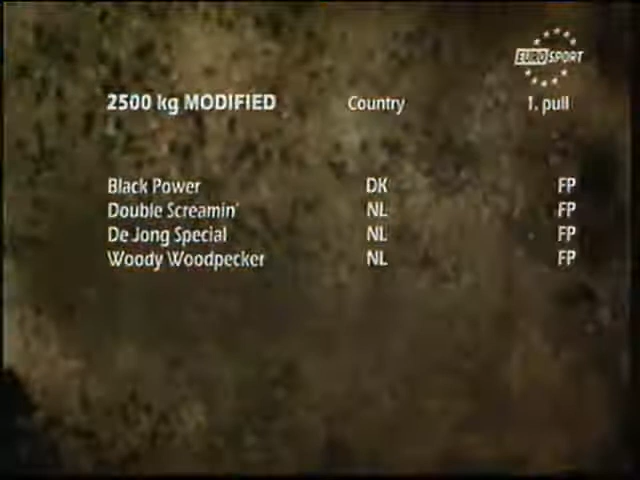 EUROSPORT
2500 kg MODIFIED Country 1. pull
Black Power DK FP
Double Screamin' NL FP
De Jong Special NL FP
Woody Woodpecker NL FP